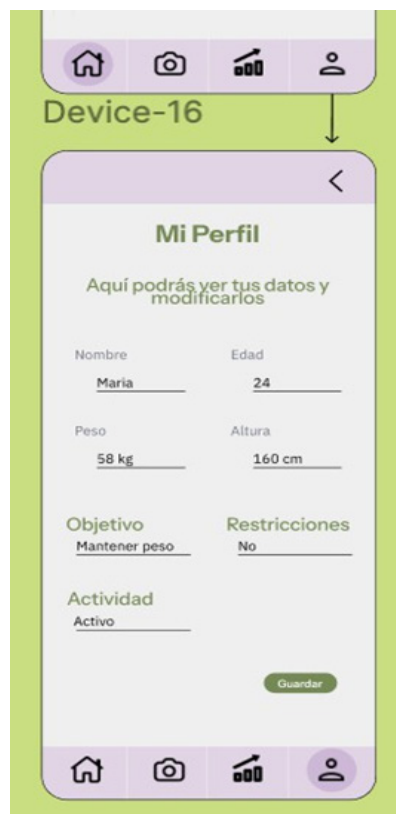 Device-16
Mi Perfil
Aquí podrás ver tus datos y
modificarlos
Nombre
Edad
Maria
24
Peso
Altura
58 kg
160 cm
Objetivo
Restricciones
Mantener peso
No
Actividad
Activo
Guardar